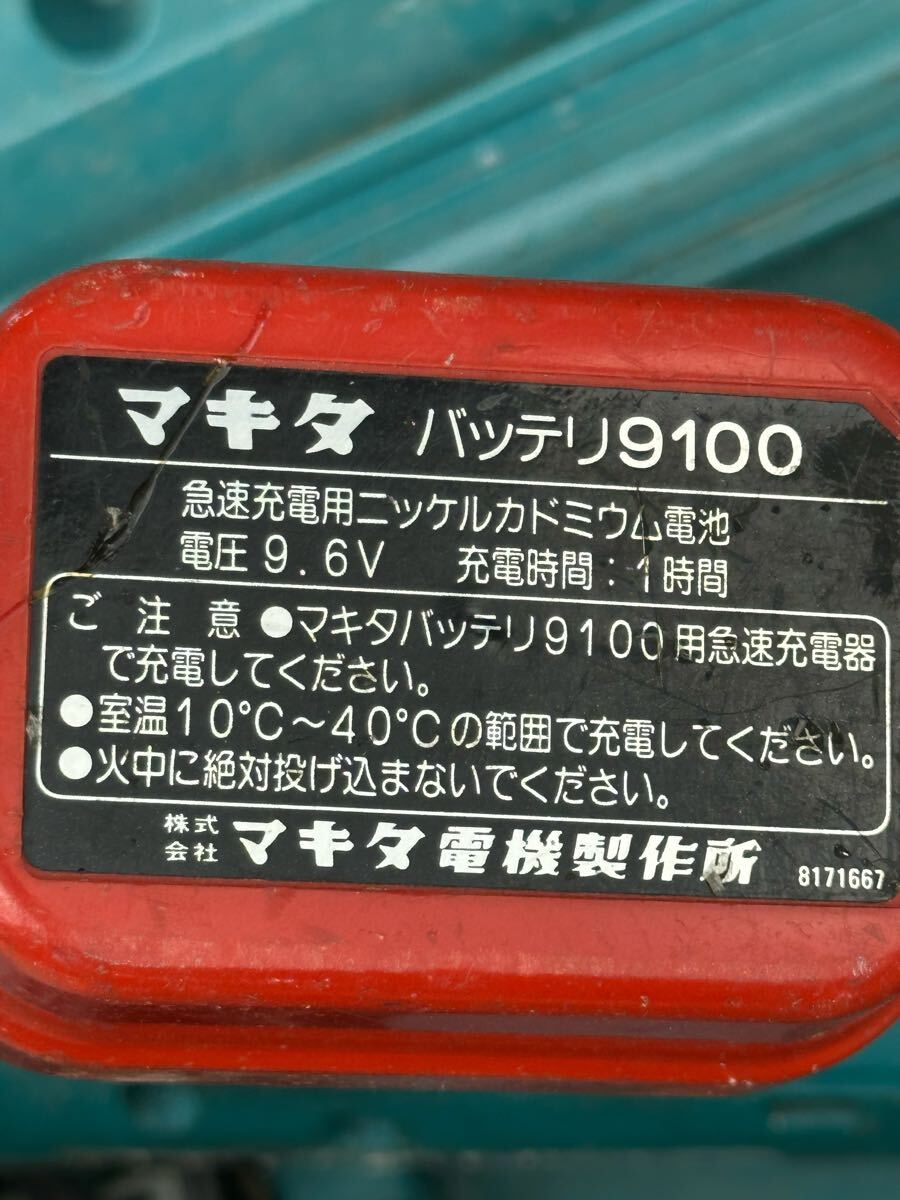 マキタ バッテリ9100
急速充電用ニッケルカドミウム電池
電圧9.6V 充電時間:1時間
ご注意 ●マキタバッテリ9100用急速充電器
で充電してください。
●室温10℃～40℃の範囲で充電してください。
●火中に絶対投げ込まないでください。
株式会社 マキタ電機製作所 8171667